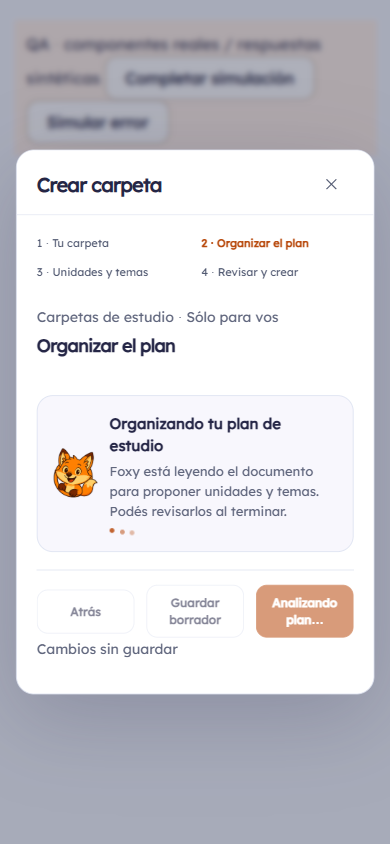 QA · componentes reales / respuestas
sintéticas Completar simulación
Simular error
Crear carpeta
1 · Tu carpeta
2 · Organizar el plan
3 · Unidades y temas
4 · Revisar y crear
Carpetas de estudio · Sólo para vos
Organizar el plan
Organizando tu plan de
estudio
Foxy está leyendo el documento
para proponer unidades y temas.
Podés revisarlos al terminar.
Atrás
Guardar
borrador
Analizando
plan...
Cambios sin guardar